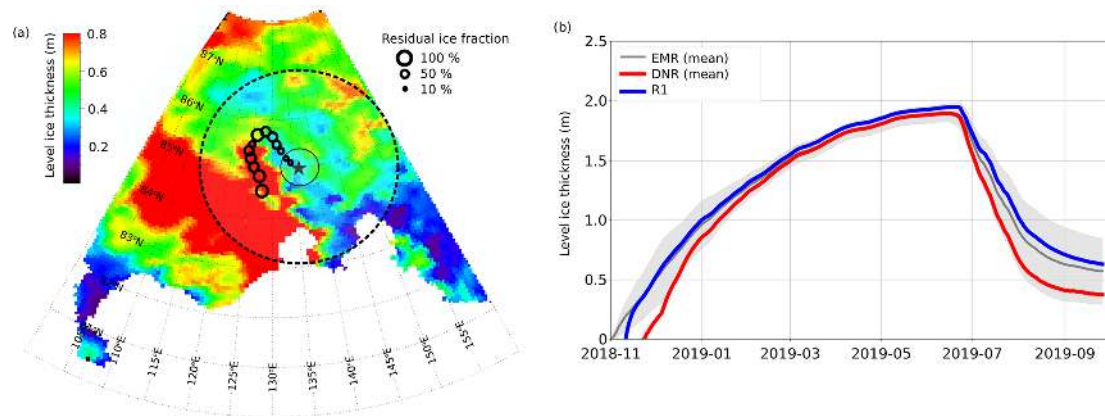 (a)
Level ice thickness (m)
0.8
0.6
0.4
0.2
Residual ice fraction
100 %
50 %
10 %
87°N
86°N
85°N
84°N
83°N
110°E
115°E
120°E
125°E
130°E
135°E
140°E
145°E
150°E
155°E
(b)
Level ice thickness (m)
2.5
2.0
1.5
1.0
0.5
0
EMR (mean)
DNR (mean)
R1
2018-11
2019-01
2019-03
2019-05
2019-07
2019-09